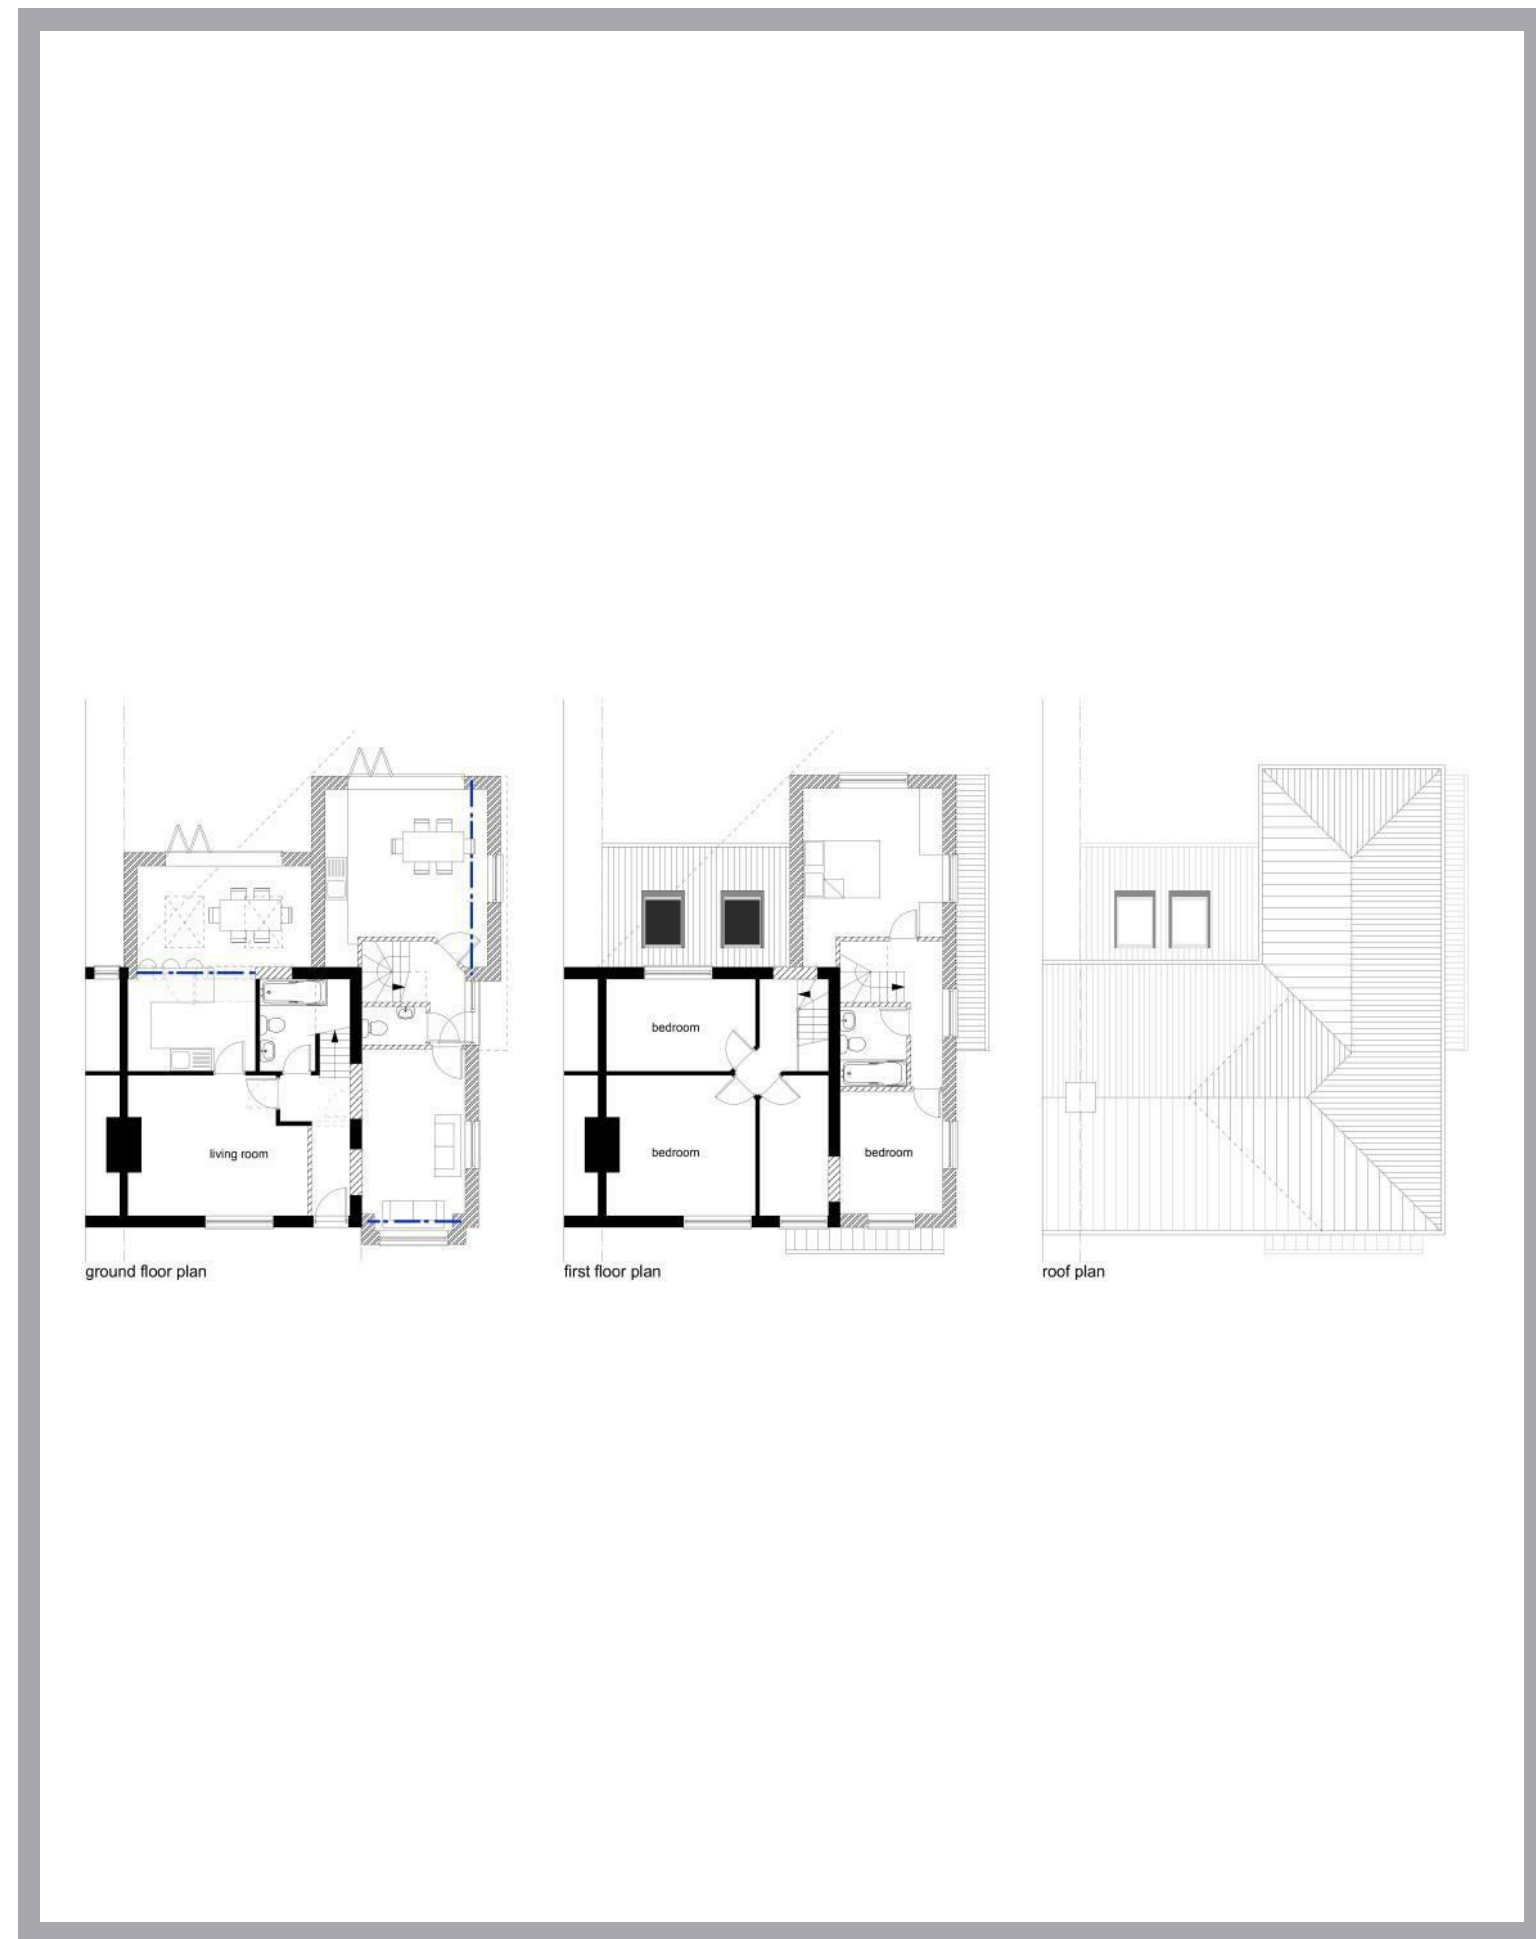 living room
bedroom
bedroom
bedroom
ground floor plan
first floor plan
roof plan